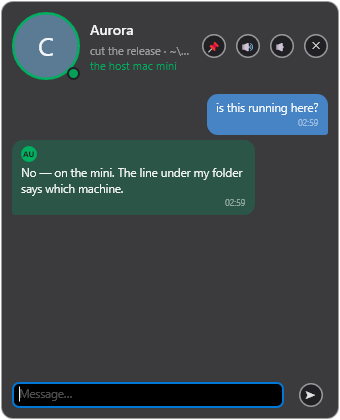 C
Aurora
cut the release · ~\...
the host mac mini
is this running here?
02:59
AU
No — on the mini. The line under my folder
says which machine.
02:59
Message...